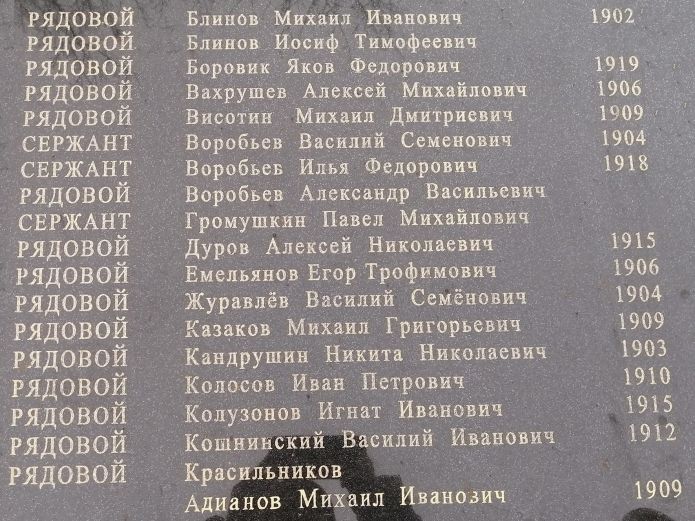 РЯДОВОЙ Блинов Михаил Иванович 1902
РЯДОВОЙ Блинов Иосиф Тимофеевич
РЯДОВОЙ Боровик Яков Федорович 1919
РЯДОВОЙ Вахрушев Алексей Михайлович 1906
РЯДОВОЙ Висотин Михаил Дмитриевич 1909
СЕРЖАНТ Воробьев Василий Семенович 1904
СЕРЖАНТ Воробьев Илья Федорович 1918
РЯДОВОЙ Воробьев Александр Васильевич
СЕРЖАНТ Громушкин Павел Михайлович
РЯДОВОЙ Дуров Алексей Николаевич 1915
РЯДОВОЙ Емельянов Егор Трофимович 1906
РЯДОВОЙ Журавлёв Василий Семёнович 1904
РЯДОВОЙ Казаков Михаил Григорьевич 1909
РЯДОВОЙ Кандрушин Никита Николаевич 1903
РЯДОВОЙ Колосов Иван Петрович 1910
РЯДОВОЙ Колузонов Игнат Иванович 1915
РЯДОВОЙ Кошнинский Василий Иванович 1912
РЯДОВОЙ Красильников
Адианов Михаил Иванович 1909